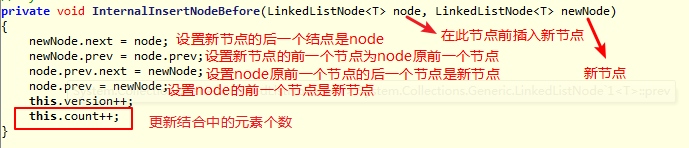 private void InternalInsertNodeBefore(LinkedListNode<T> node, LinkedListNode<T> newNode)
{
newNode.next = node; 设置新节点的后一个结点是node
在此节点前插入新节点
newNode.prev = node.prev;设置新节点的前一个节点为node原前一个节点
node.prev.next = newNode;设置node原前一个节点的后一个节点是新节点
新节点
node.prev = newNode;设置node的前一个节点是新节点
tem.Collections.Generic.LinkedListNode`1<T>::prev
this.version++;
this.count++;
更新结合中的元素个数
}